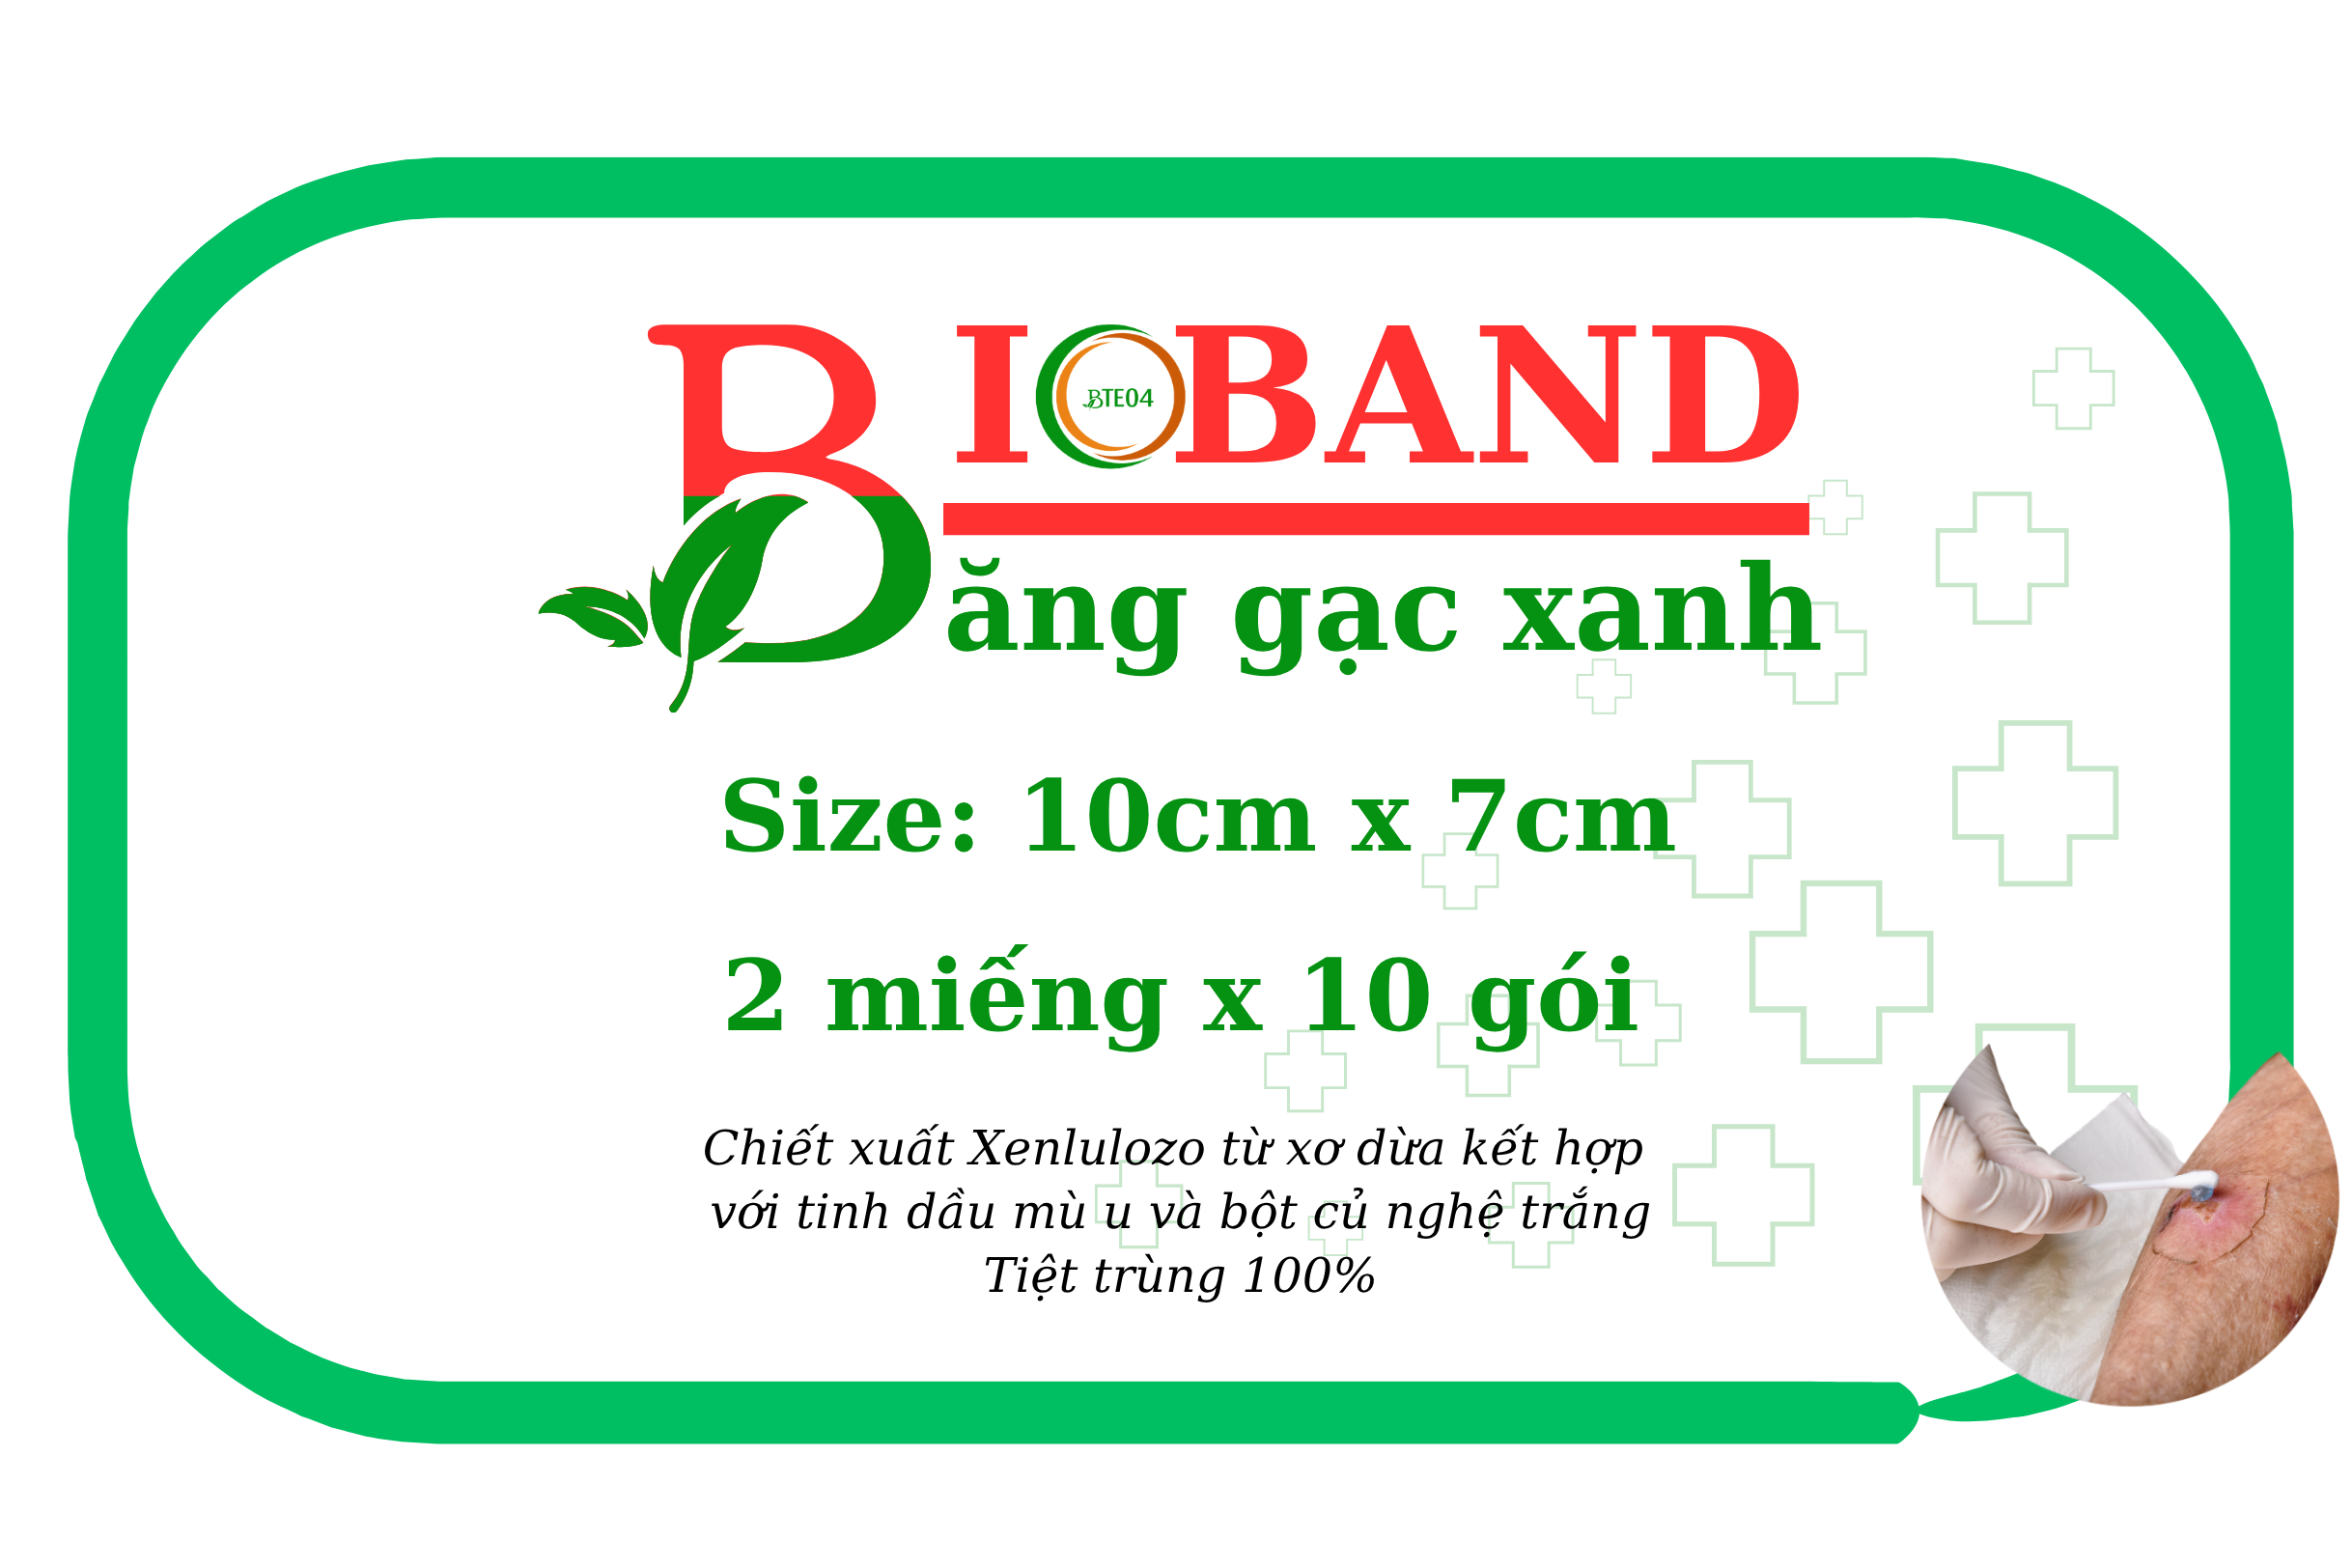 BIOBAND
BTE04
Băng gạc xanh
Size: 10cm x 7cm
2 miếng x 10 gói
Chiết xuất Xenlulozo từ xơ dừa kết hợp
với tinh dầu mù u và bột củ nghệ trắng
Tiệt trùng 100%